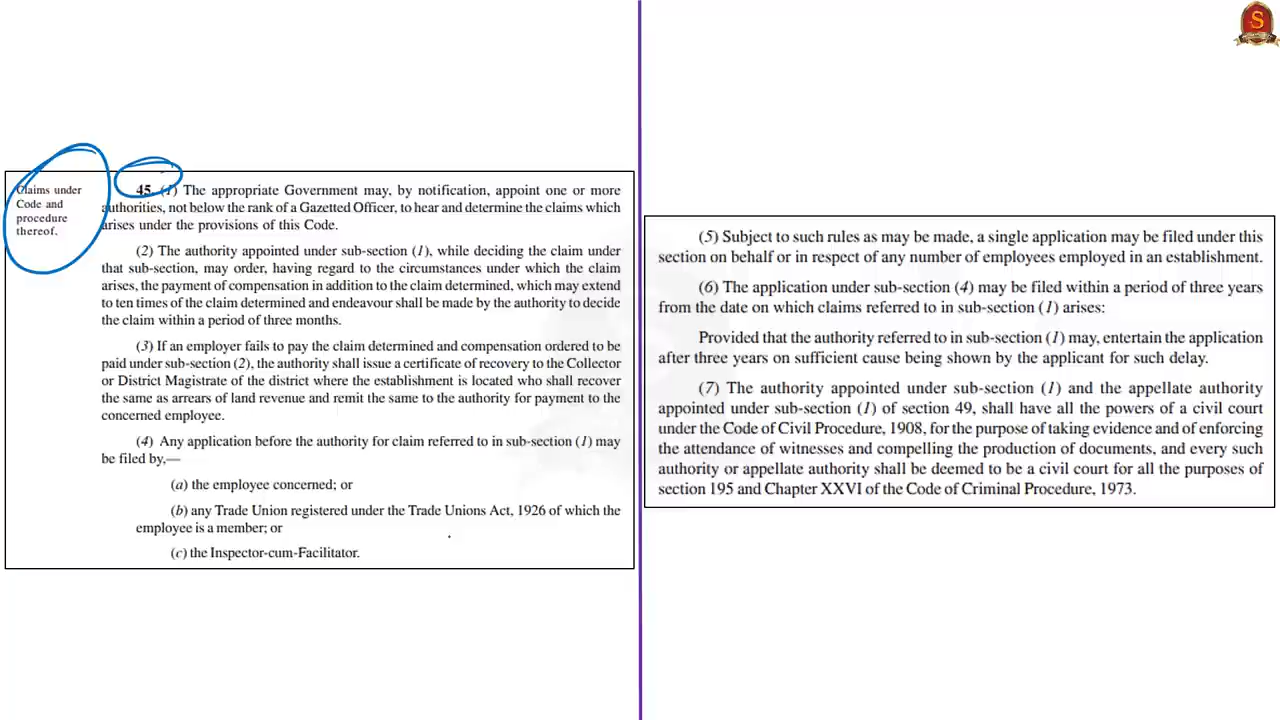 Claims under
Code and
procedure
thereof.
45. (1) The appropriate Government may, by notification, appoint one or more
authorities, not below the rank of a Gazetted Officer, to hear and determine the claims which
arises under the provisions of this Code.
(2) The authority appointed under sub-section (1), while deciding the claim under
that sub-section, may order, having regard to the circumstances under which the claim
arises, the payment of compensation in addition to the claim determined, which may extend
to ten times of the claim determined and endeavour shall be made by the authority to decide
the claim within a period of three months.
(3) If an employer fails to pay the claim determined and compensation ordered to be
paid under sub-section (2), the authority shall issue a certificate of recovery to the Collector
or District Magistrate of the district where the establishment is located who shall recover
the same as arrears of land revenue and remit the same to the authority for payment to the
concerned employee.
(4) Any application before the authority for claim referred to in sub-section (1) may
be filed by,—
(a) the employee concerned; or
(b) any Trade Union registered under the Trade Unions Act, 1926 of which the
employee is a member; or
(c) the Inspector-cum-Facilitator.
(5) Subject to such rules as may be made, a single application may be filed under this
section on behalf or in respect of any number of employees employed in an establishment.
(6) The application under sub-section (4) may be filed within a period of three years
from the date on which claims referred to in sub-section (1) arises:
Provided that the authority referred to in sub-section (1) may, entertain the application
after three years on sufficient cause being shown by the applicant for such delay.
(7) The authority appointed under sub-section (1) and the appellate authority
appointed under sub-section (1) of section 49, shall have all the powers of a civil court
under the Code of Civil Procedure, 1908, for the purpose of taking evidence and of enforcing
the attendance of witnesses and compelling the production of documents, and every such
authority or appellate authority shall be deemed to be a civil court for all the purposes of
section 195 and Chapter XXVI of the Code of Criminal Procedure, 1973.
S